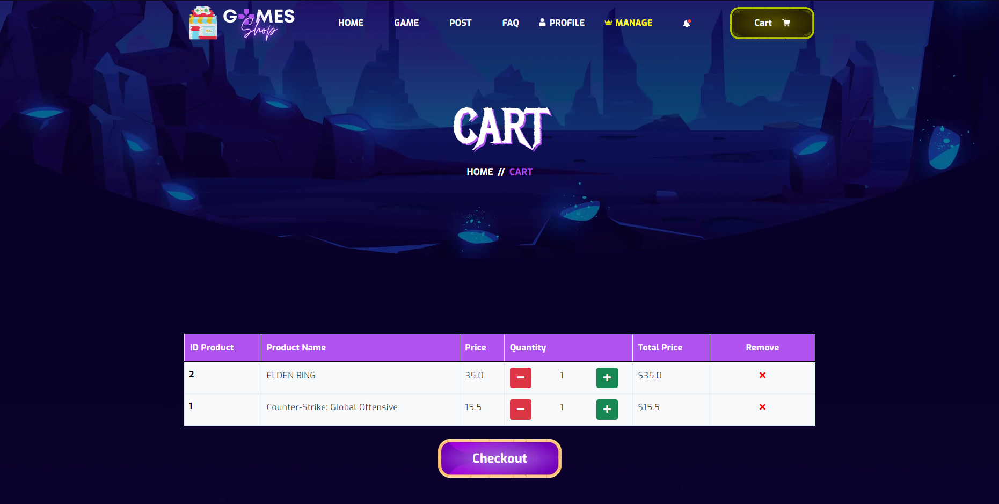 GAMES
Shop
HOME GAME POST FAQ PROFILE MANAGE Cart
CART
HOME // CART
ID Product Product Name Price Quantity Total Price Remove
2 ELDEN RING 35.0 1 $35.0
1 Counter-Strike: Global Offensive 15.5 1 $15.5
Checkout